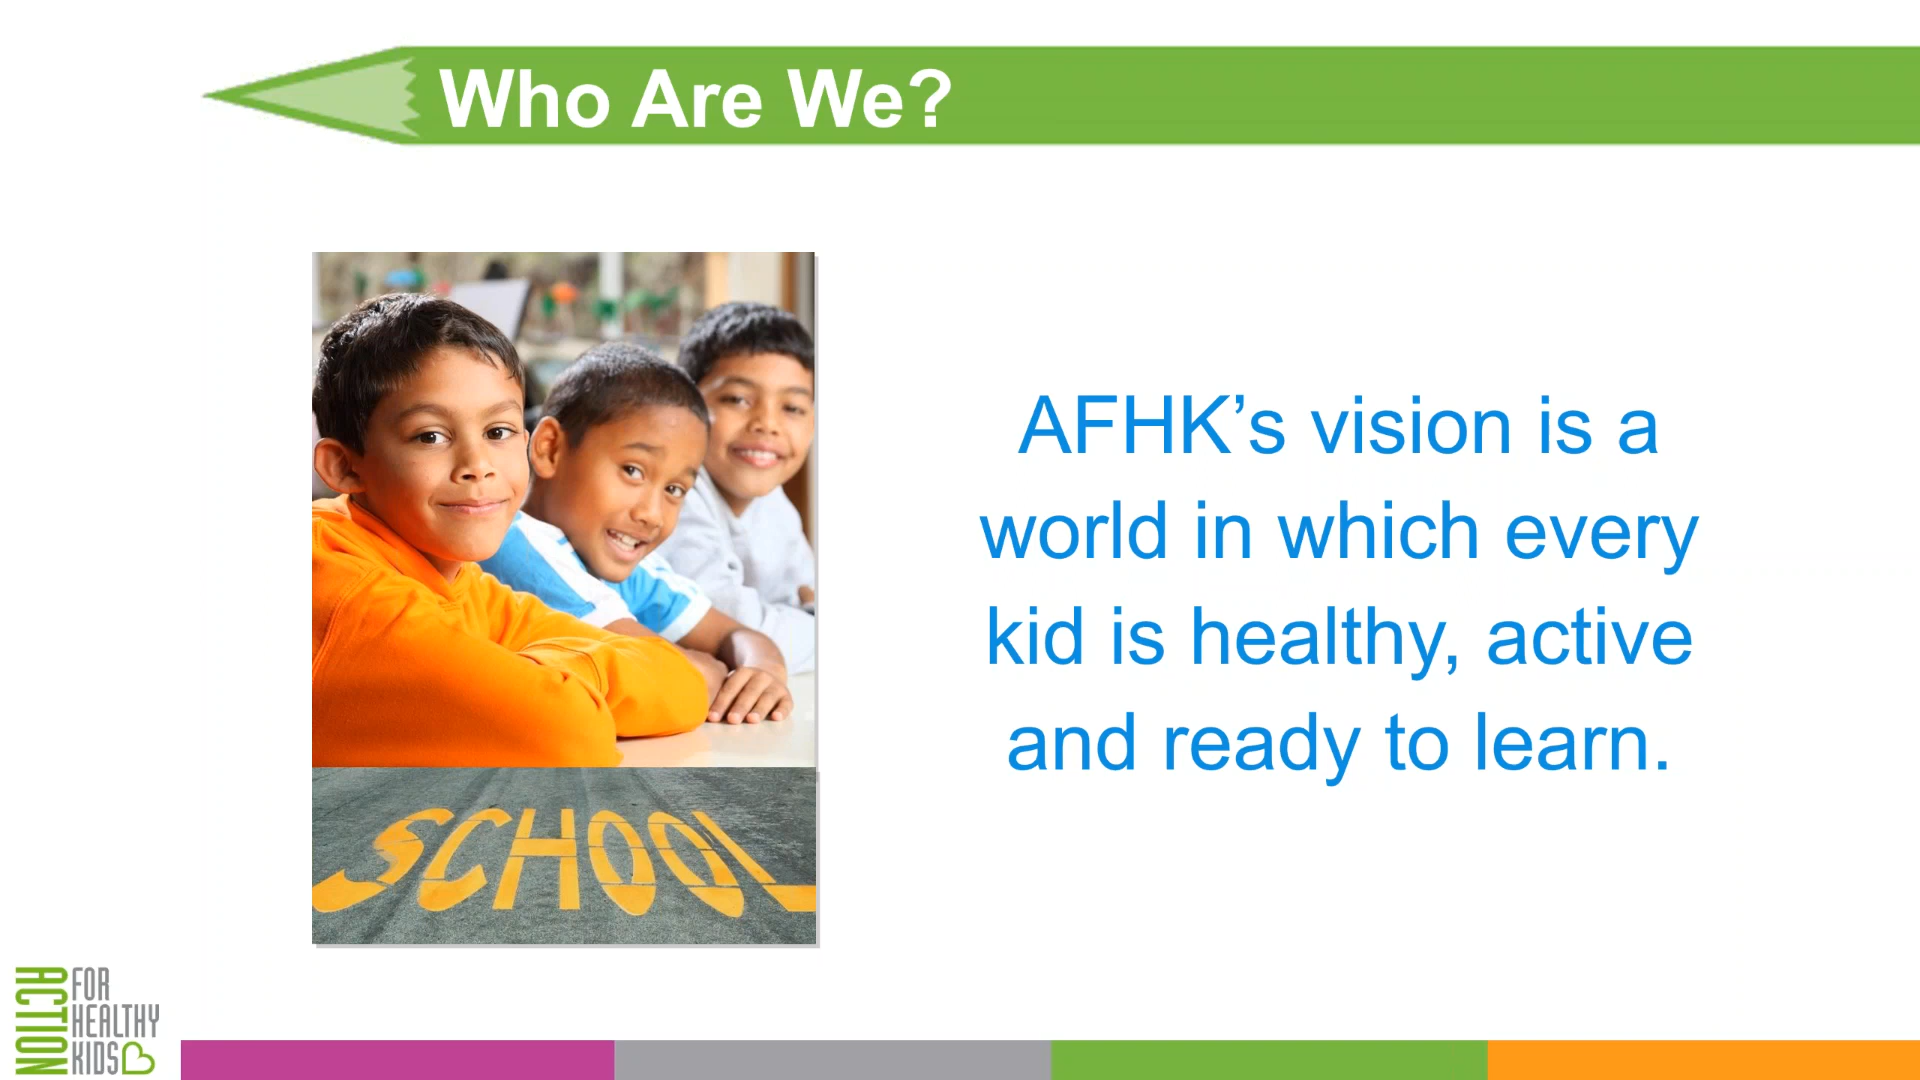 Who Are We?
AFHK’s vision is a
world in which every
kid is healthy, active
and ready to learn.
SCHOOL
ACTION
FOR
HEALTHY
KIDS